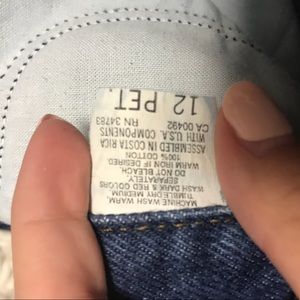 12 PET.
CA 00492 RN 34783
ASSEMBLED IN COSTA RICA
WITH U.S.A. COMPONENTS
100% COTTON
WARM IRON IF DESIRED.
DO NOT BLEACH
SEPARATELY.
WASH DARK & RED COLORS
TUMBLE DRY MEDIUM.
MACHINE WASH WARM,